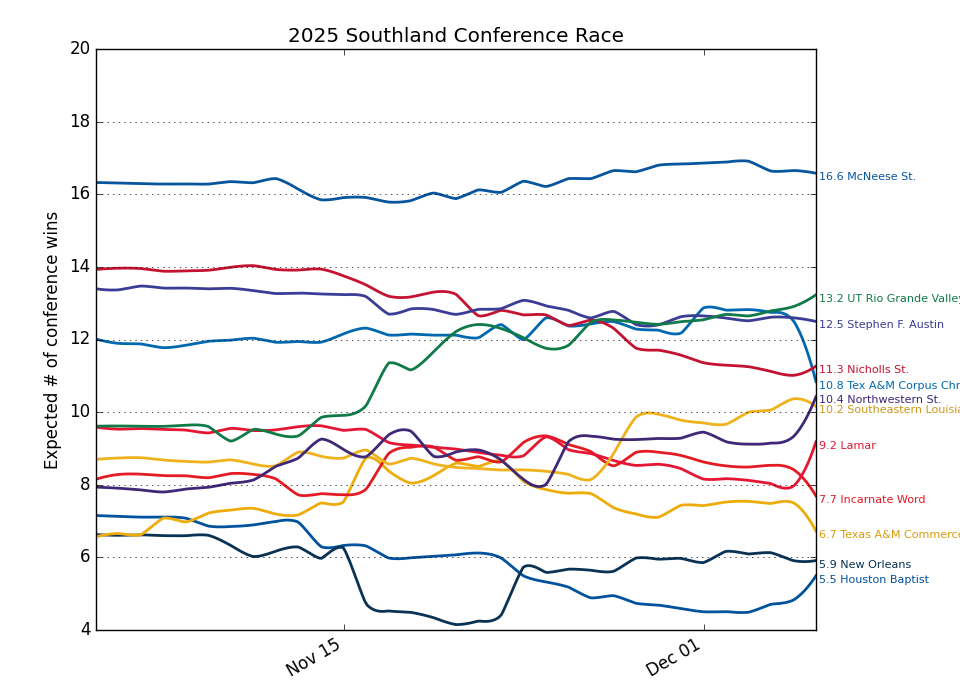 2025 Southland Conference Race
Expected # of conference wins
20
18
16
14
12
10
8
6
4
Nov 15
Dec 01
16.6 McNeese St.
13.2 UT Rio Grande Valley
12.5 Stephen F. Austin
11.3 Nicholls St.
10.8 Tex A&M Corpus Chr
10.4 Northwestern St.
10.2 Southeastern Louisia
9.2 Lamar
7.7 Incarnate Word
6.7 Texas A&M Commerce
5.9 New Orleans
5.5 Houston Baptist